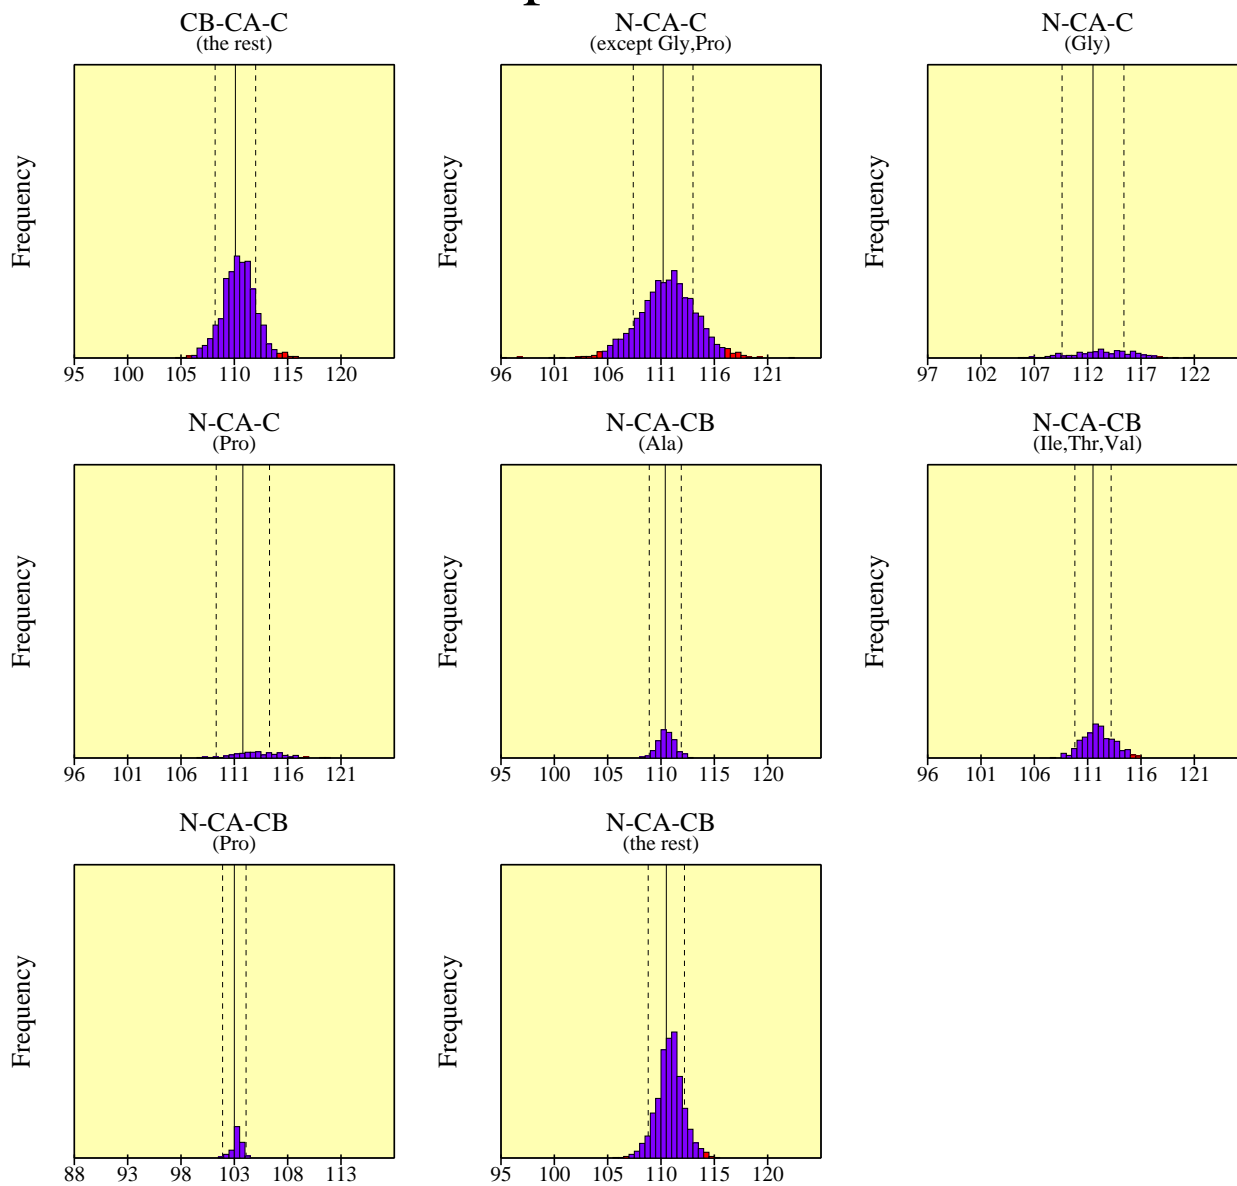 CB-CA-C N-CA-C N-CA-C
(the rest) (except Gly,Pro) (Gly)
Frequency Frequency Frequency
95 100 105 110 115 120 96 101 106 111 116 121 97 102 107 112 117 122
N-CA-C N-CA-CB N-CA-CB
(Pro) (Ala) (Ile,Thr,Val)
Frequency Frequency Frequency
96 101 106 111 116 121 95 100 105 110 115 120 96 101 106 111 116 121
N-CA-CB N-CA-CB
(Pro) (the rest)
Frequency Frequency
88 93 98 103 108 113 95 100 105 110 115 120